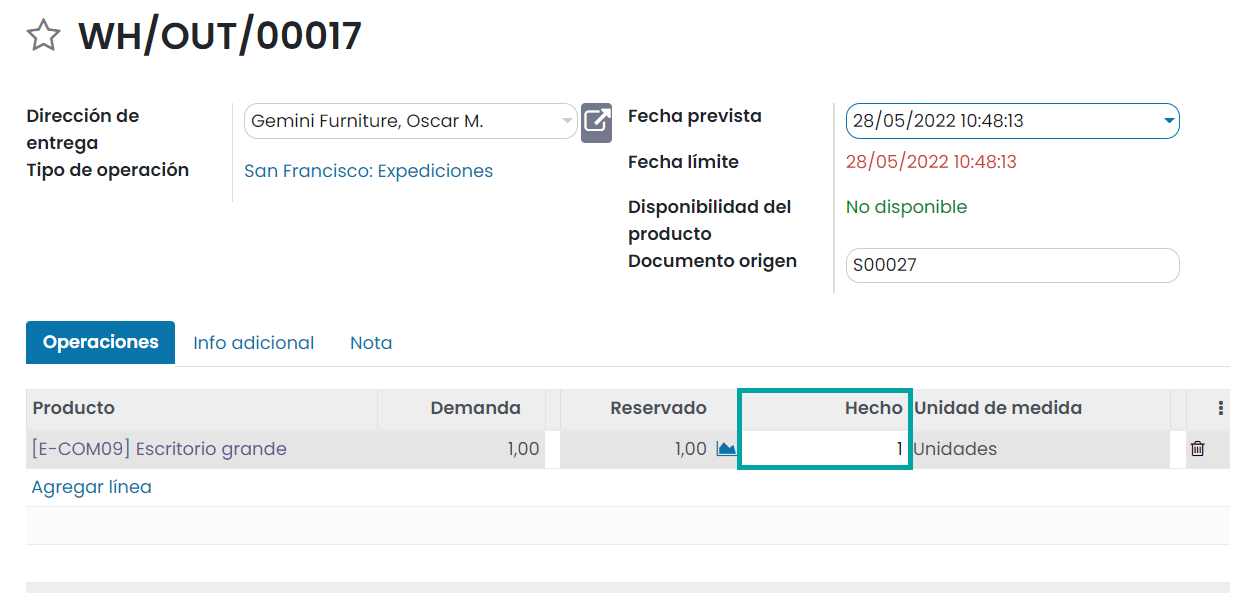 WH/OUT/00017
Dirección de
entrega
Gemini Furniture, Oscar M.
Tipo de operación
San Francisco: Expediciones
Fecha prevista
28/05/2022 10:48:13
Fecha límite
28/05/2022 10:48:13
Disponibilidad del
producto
No disponible
Documento origen
S00027
Operaciones Info adicional Nota
Producto Demanda Reservado Hecho Unidad de medida
[E-COM09] Escritorio grande 1,00 1,00 1 Unidades
Agregar línea